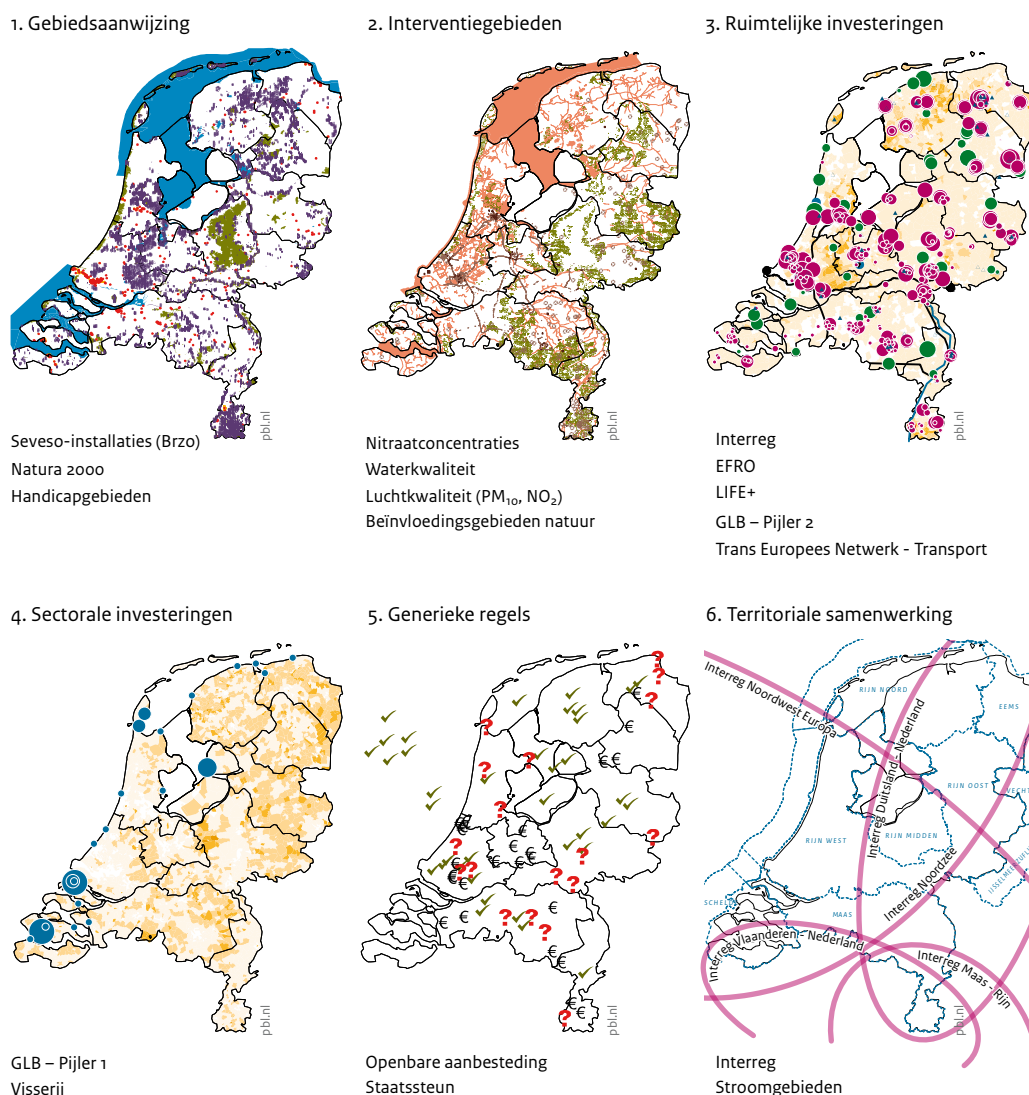 1. Gebiedsaanwijzing
2. Interventiegebieden
3. Ruimtelijke investeringen
pbl.nl
pbl.nl
pbl.nl
Seveso-installaties (Brzo)
Natura 2000
Handicapgebieden
Nitraatconcentraties
Waterkwaliteit
Luchtkwaliteit (PM₁₀, NO₂)
Beïnvloedingsgebieden natuur
Interreg
EFRO
LIFE+
GLB – Pijler 2
Trans Europees Netwerk - Transport
4. Sectorale investeringen
5. Generieke regels
6. Territoriale samenwerking
Interreg Noordwest Europa
RIJN NOORD
EEMS
Interreg Duitsland - Nederland
RIJN OOST
VECHT
RIJN WEST
RIJN MIDDEN
Interreg Noordzee
SCHELDE
MAAS
Interreg Vlaanderen - Nederland
Interreg Maas - Rijn
pbl.nl
pbl.nl
pbl.nl
GLB – Pijler 1
Visserij
Openbare aanbesteding
Staatssteun
Interreg
Stroomgebieden